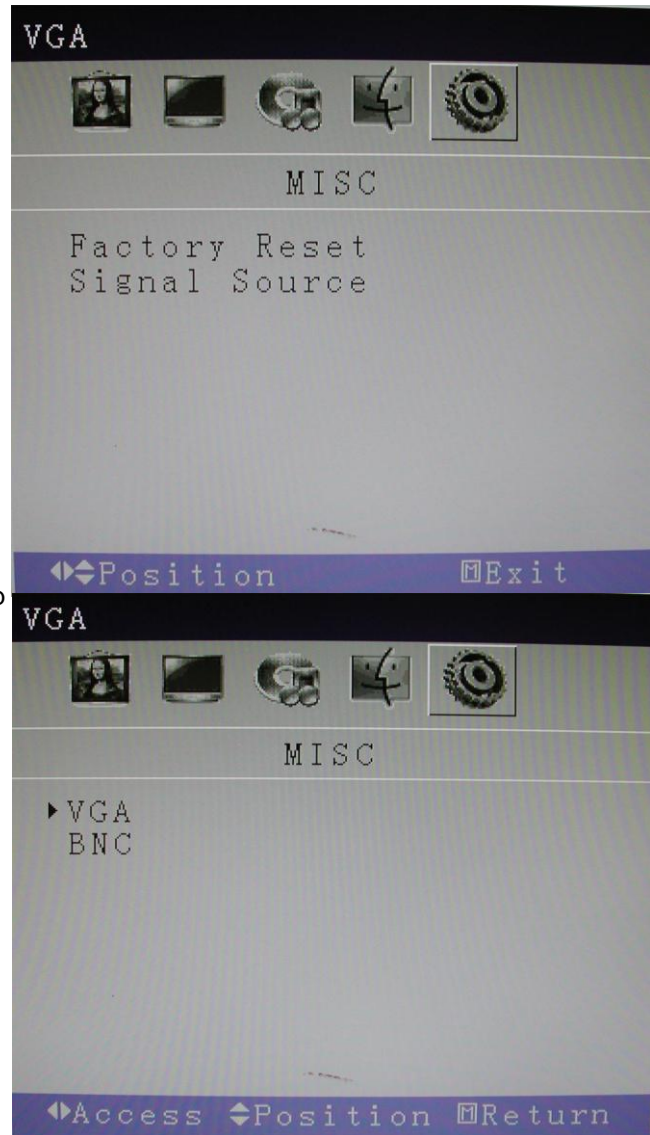 VGA
MISC
Factory Reset
Signal Source
Position MExit
VGA
MISC
VGA
BNC
Access Position MReturn